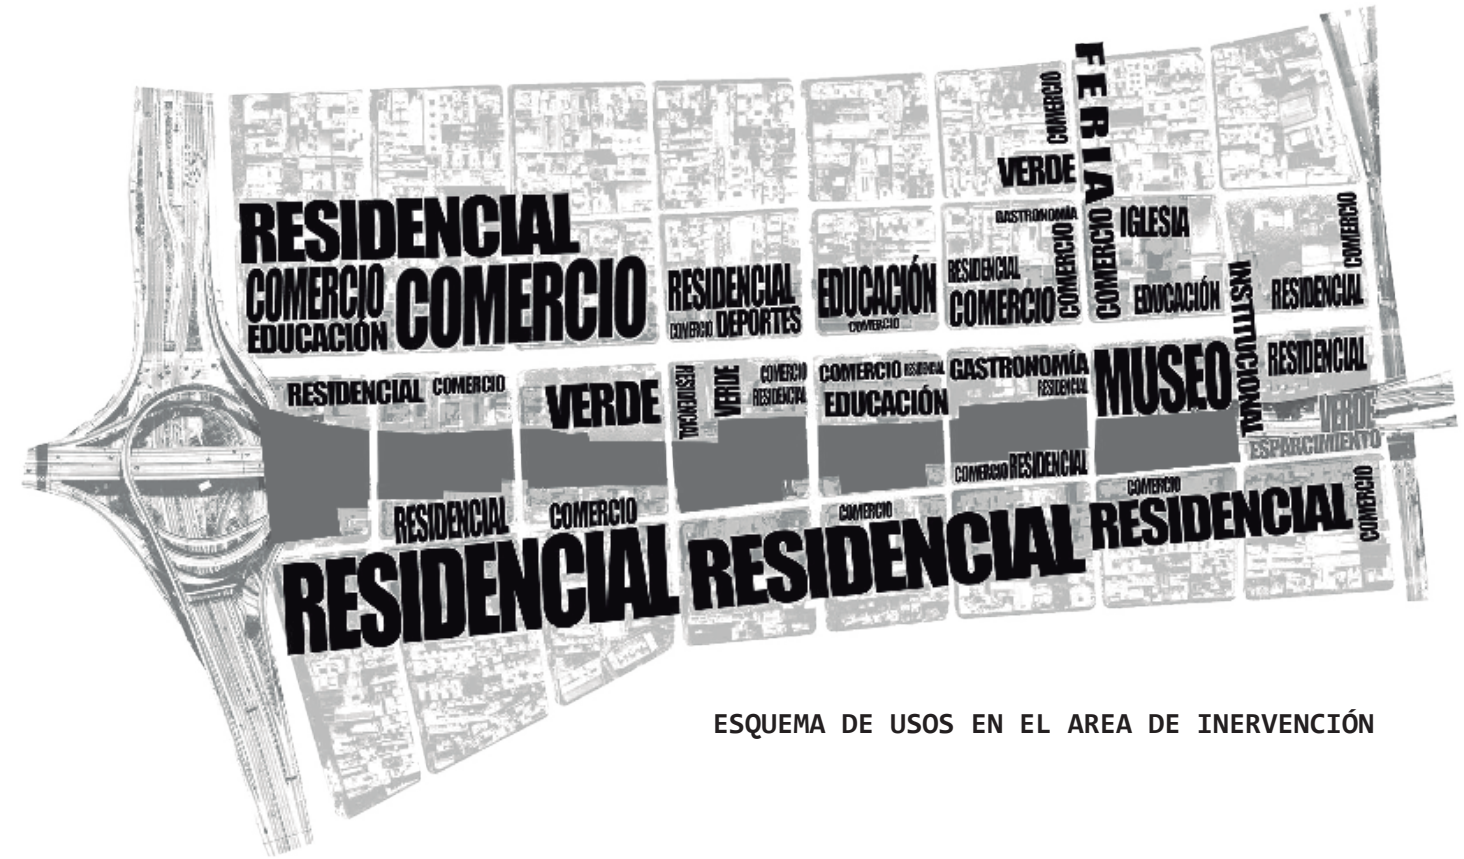 FERIA
COMERCIO
VERDE
RESIDENCIAL
COMERCIO
COMERCIO
EDUCACIÓN
RESIDENCIAL
COMERCIO
DEPORTES
EDUCACIÓN
COMERCIO
GASTRONOMÍA
RESIDENCIAL
COMERCIO
COMERCIO
COMERCIO
IGLESIA
EDUCACIÓN
INSTITUCIONAL
COMERCIO
RESIDENCIAL
RESIDENCIAL
COMERCIO
VERDE
RESIDENCIAL
VERDE
COMERCIO
RESIDENCIAL
COMERCIO RESIDENCIAL
EDUCACIÓN
GASTRONOMÍA
RESIDENCIAL
MUSEO
RESIDENCIAL
VERDE
ESPARCIMIENTO
COMERCIO RESIDENCIAL
RESIDENCIAL
COMERCIO
COMERCIO
COMERCIO
RESIDENCIAL
RESIDENCIAL
RESIDENCIAL
COMERCIO
ESQUEMA DE USOS EN EL AREA DE INERVENCIÓN